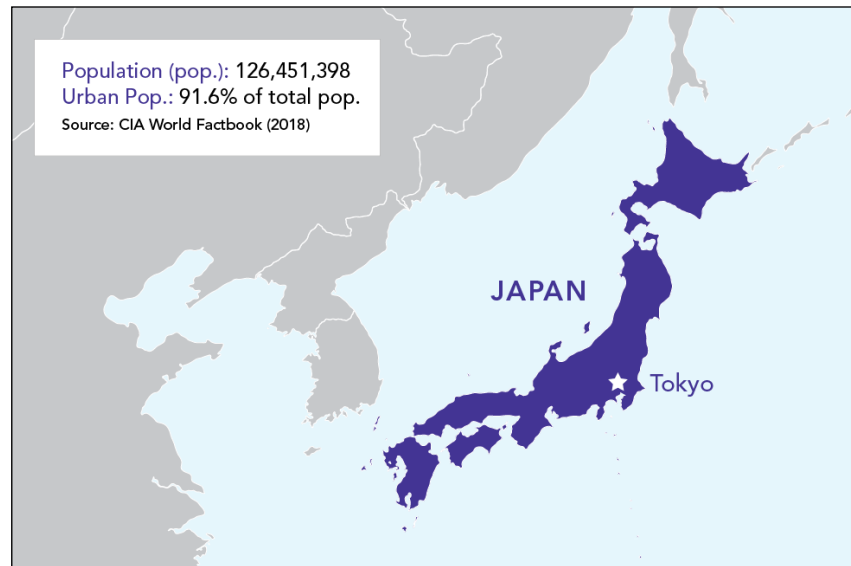 Population (pop.): 126,451,398
Urban Pop.: 91.6% of total pop.
Source: CIA World Factbook (2018)
JAPAN
Tokyo